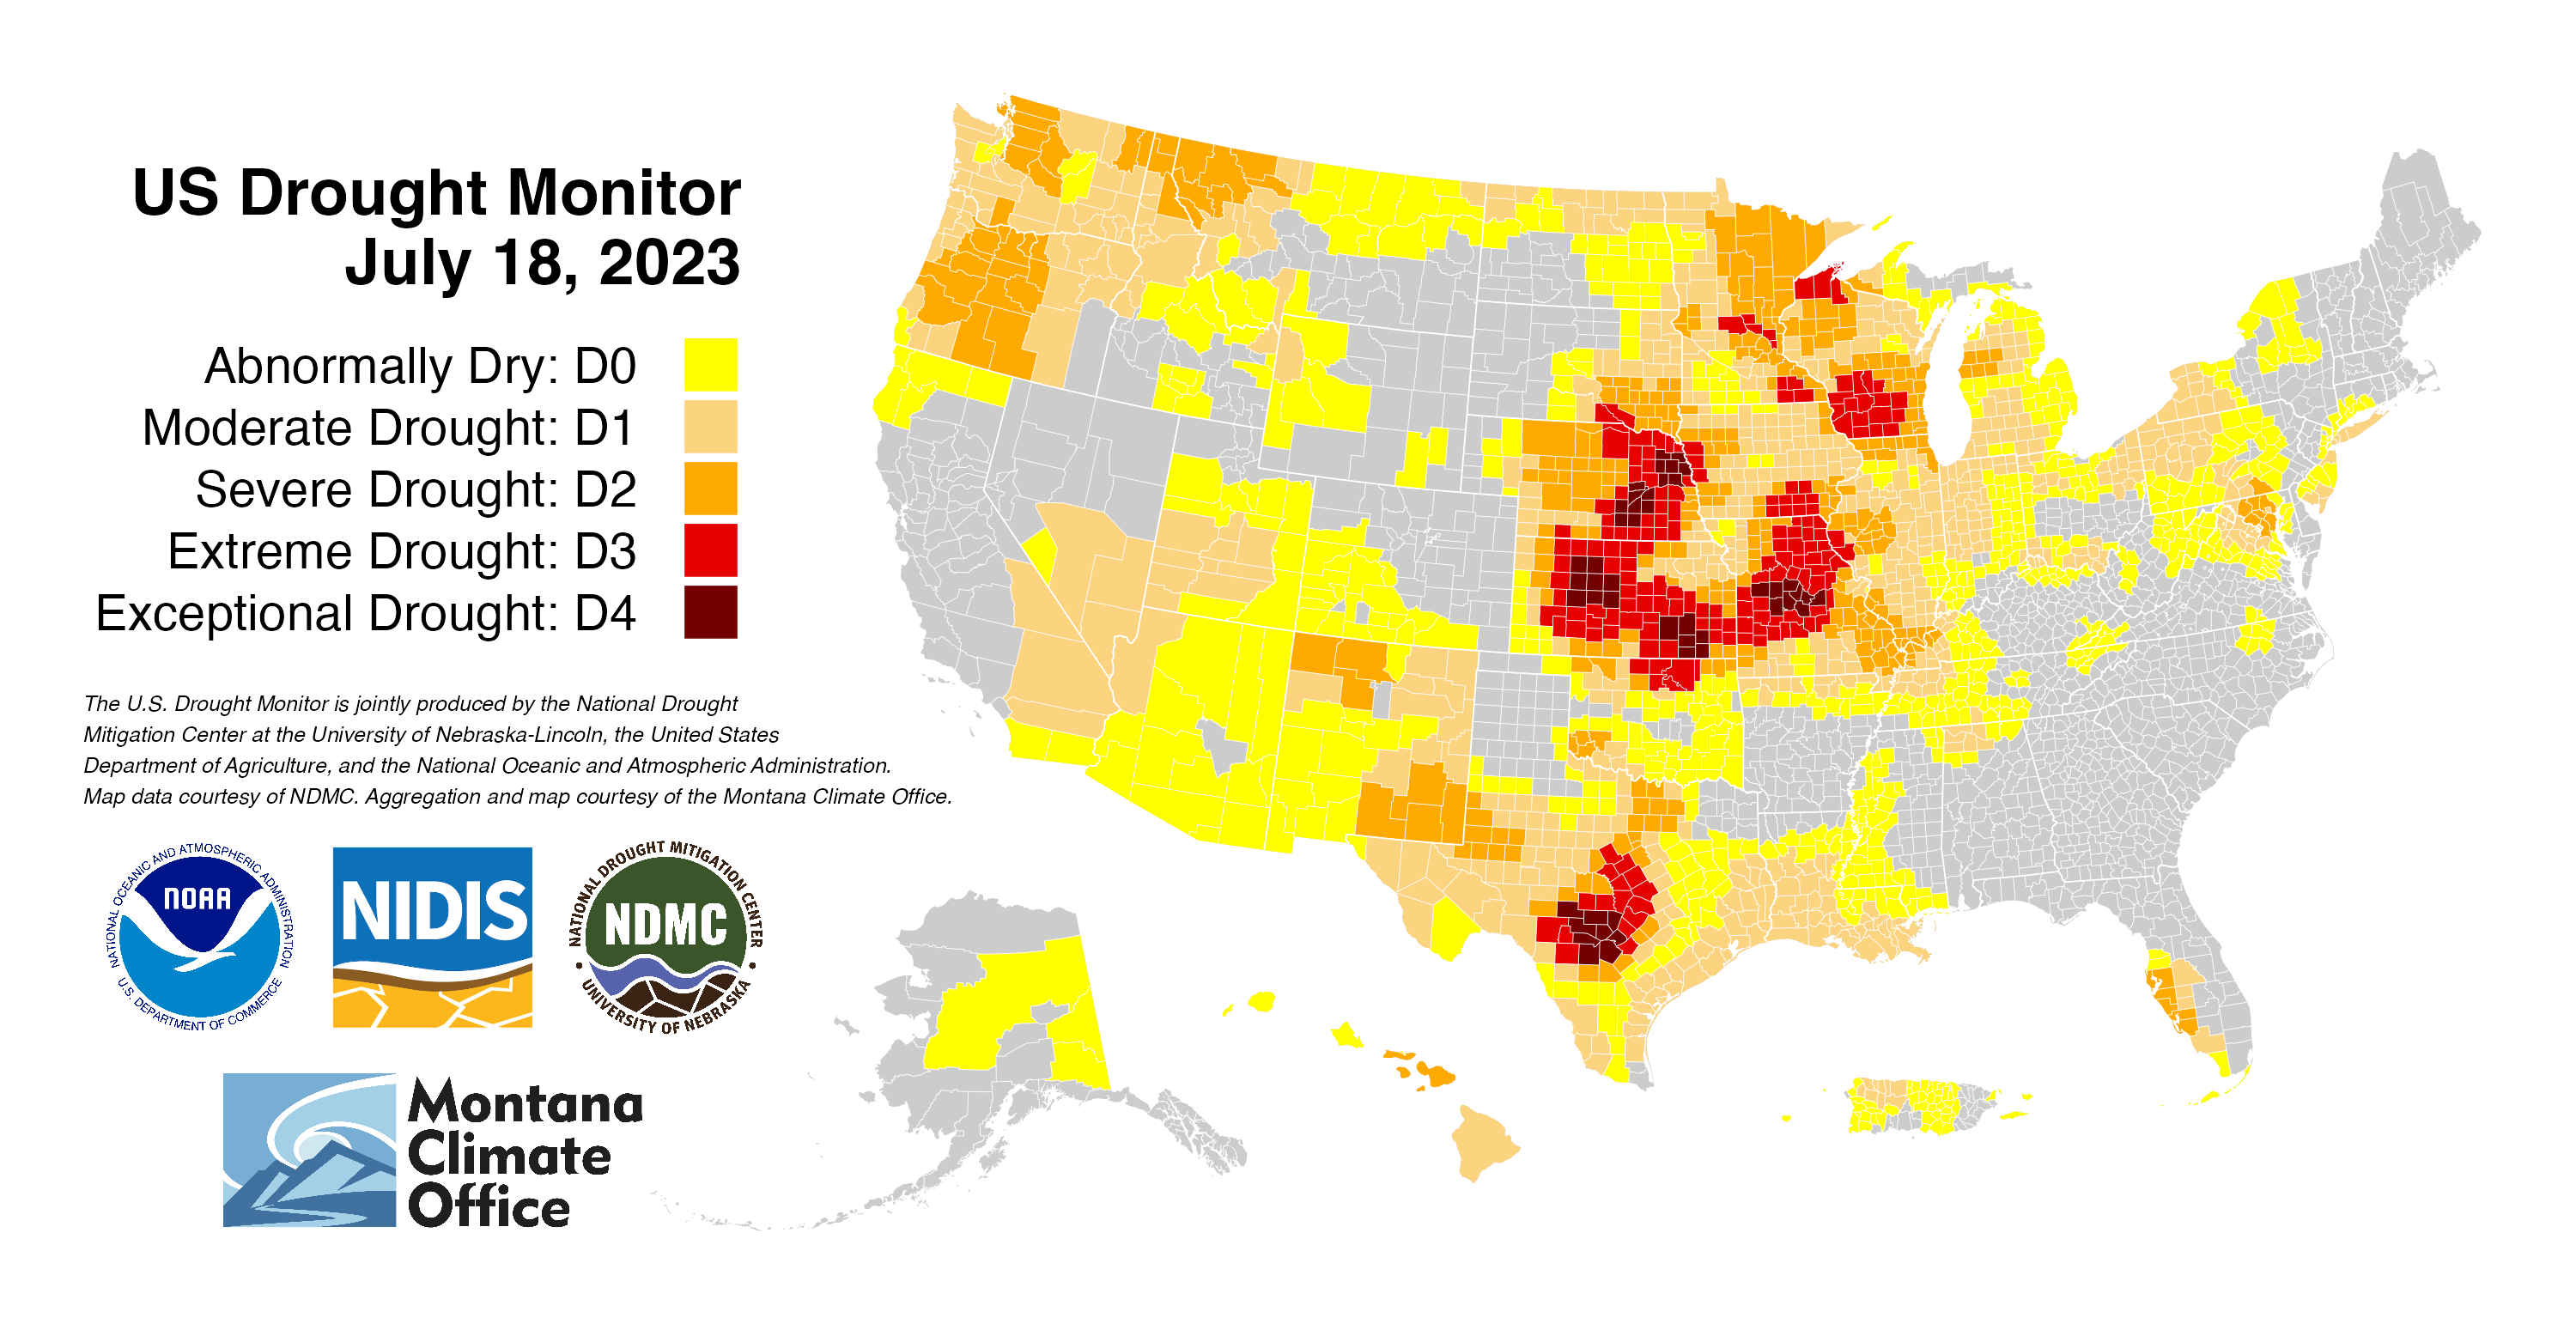 US Drought Monitor
July 18, 2023
Abnormally Dry: D0
Moderate Drought: D1
Severe Drought: D2
Extreme Drought: D3
Exceptional Drought: D4
The U.S. Drought Monitor is jointly produced by the National Drought
Mitigation Center at the University of Nebraska-Lincoln, the United States
Department of Agriculture, and the National Oceanic and Atmospheric Administration.
Map data courtesy of NDMC. Aggregation and map courtesy of the Montana Climate Office.
NATIONAL OCEANIC AND ATMOSPHERIC ADMINISTRATION
NOAA
U.S. DEPARTMENT OF COMMERCE
NIDIS
NATIONAL DROUGHT MITIGATION CENTER
NDMC
UNIVERSITY OF NEBRASKA
Montana
Climate
Office